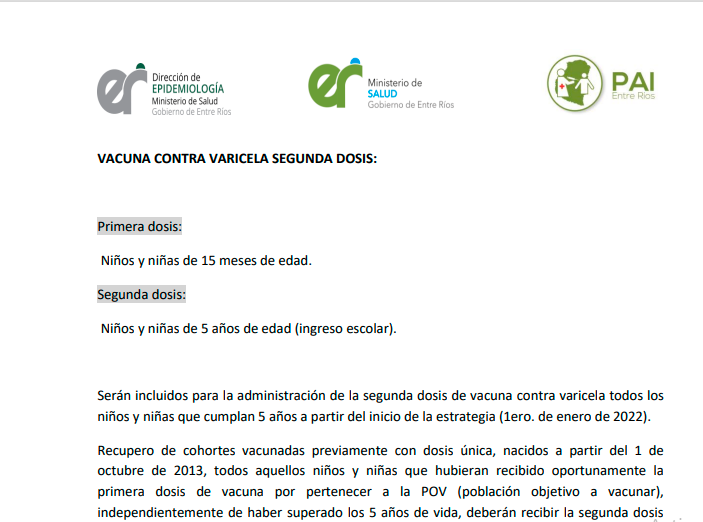 Dirección de
EPIDEMIOLOGÍA
Ministerio de Salud
Gobierno de Entre Ríos
Ministerio de
SALUD
Gobierno de Entre Ríos
PAI
Entre Ríos
VACUNA CONTRA VARICELA SEGUNDA DOSIS:
Primera dosis:
Niños y niñas de 15 meses de edad.
Segunda dosis:
Niños y niñas de 5 años de edad (ingreso escolar).
Serán incluidos para la administración de la segunda dosis de vacuna contra varicela todos los
niños y niñas que cumplan 5 años a partir del inicio de la estrategia (1ero. de enero de 2022).
Recupero de cohortes vacunadas previamente con dosis única, nacidos a partir del 1 de
octubre de 2013, todos aquellos niños y niñas que hubieran recibido oportunamente la
primera dosis de vacuna por pertenecer a la POV (población objetivo a vacunar),
independientemente de haber superado los 5 años de vida, deberán recibir la segunda dosis